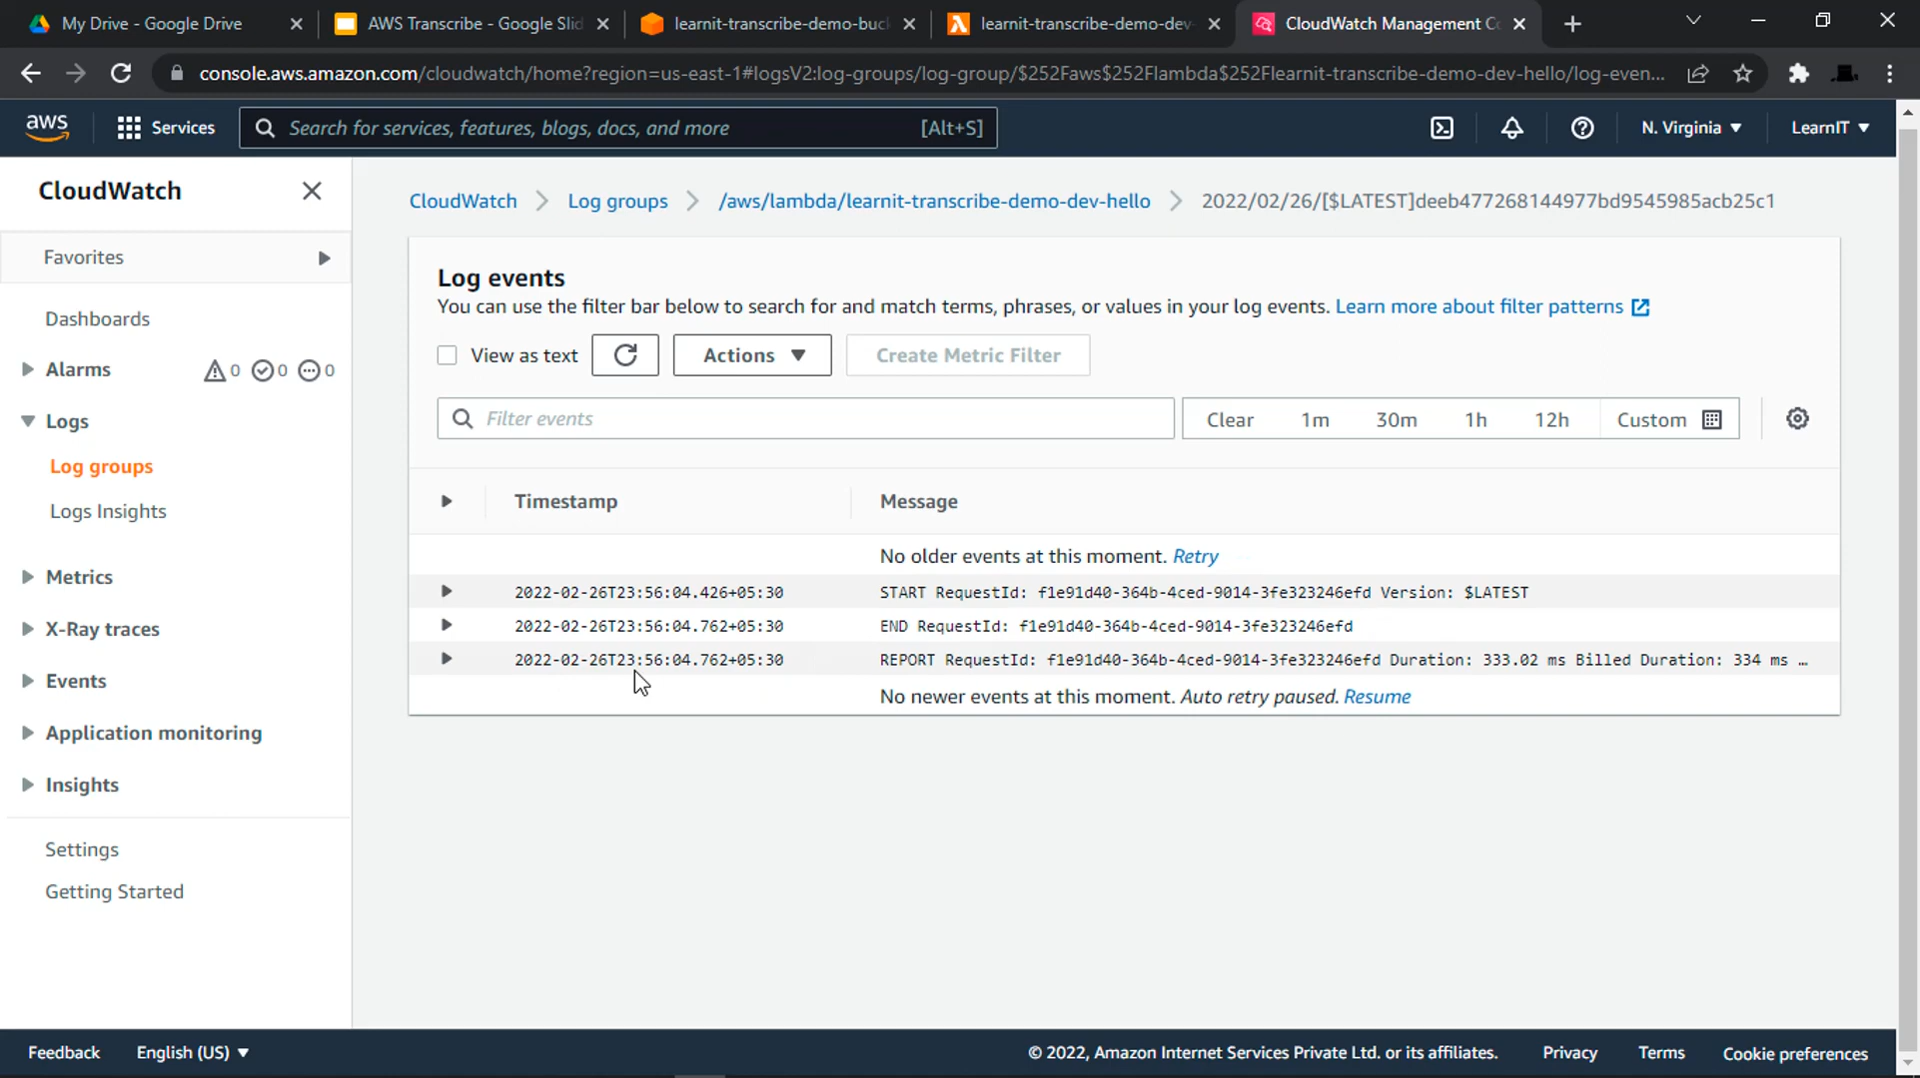 My Drive - Google Drive
AWS Transcribe - Google Slid
learnit-transcribe-demo-buc
learnit-transcribe-demo-dev-
CloudWatch Management Co
console.aws.amazon.com/cloudwatch/home?region=us-east-1#logsV2:log-groups/log-group/$252Faws$252Flambda$252Flearnit-transcribe-demo-dev-hello/log-even...
aws
Services
Search for services, features, blogs, docs, and more
[Alt+S]
N. Virginia
LearnIT
CloudWatch
Favorites
Dashboards
Alarms
0
0
0
Logs
Log groups
Logs Insights
Metrics
X-Ray traces
Events
Application monitoring
Insights
Settings
Getting Started
CloudWatch
Log groups
/aws/lambda/learnit-transcribe-demo-dev-hello
2022/02/26/[$LATEST]deeb477268144977bd9545985acb25c1
Log events
You can use the filter bar below to search for and match terms, phrases, or values in your log events. Learn more about filter patterns
View as text
Actions
Create Metric Filter
Filter events
Clear
1m
30m
1h
12h
Custom
Timestamp
Message
No older events at this moment. Retry
2022-02-26T23:56:04.426+05:30
START RequestId: f1e91d40-364b-4ced-9014-3fe323246efd Version: $LATEST
2022-02-26T23:56:04.762+05:30
END RequestId: f1e91d40-364b-4ced-9014-3fe323246efd
2022-02-26T23:56:04.762+05:30
REPORT RequestId: f1e91d40-364b-4ced-9014-3fe323246efd Duration: 333.02 ms Billed Duration: 334 ms …
No newer events at this moment. Auto retry paused. Resume
Feedback
English (US)
© 2022, Amazon Internet Services Private Ltd. or its affiliates.
Privacy
Terms
Cookie preferences